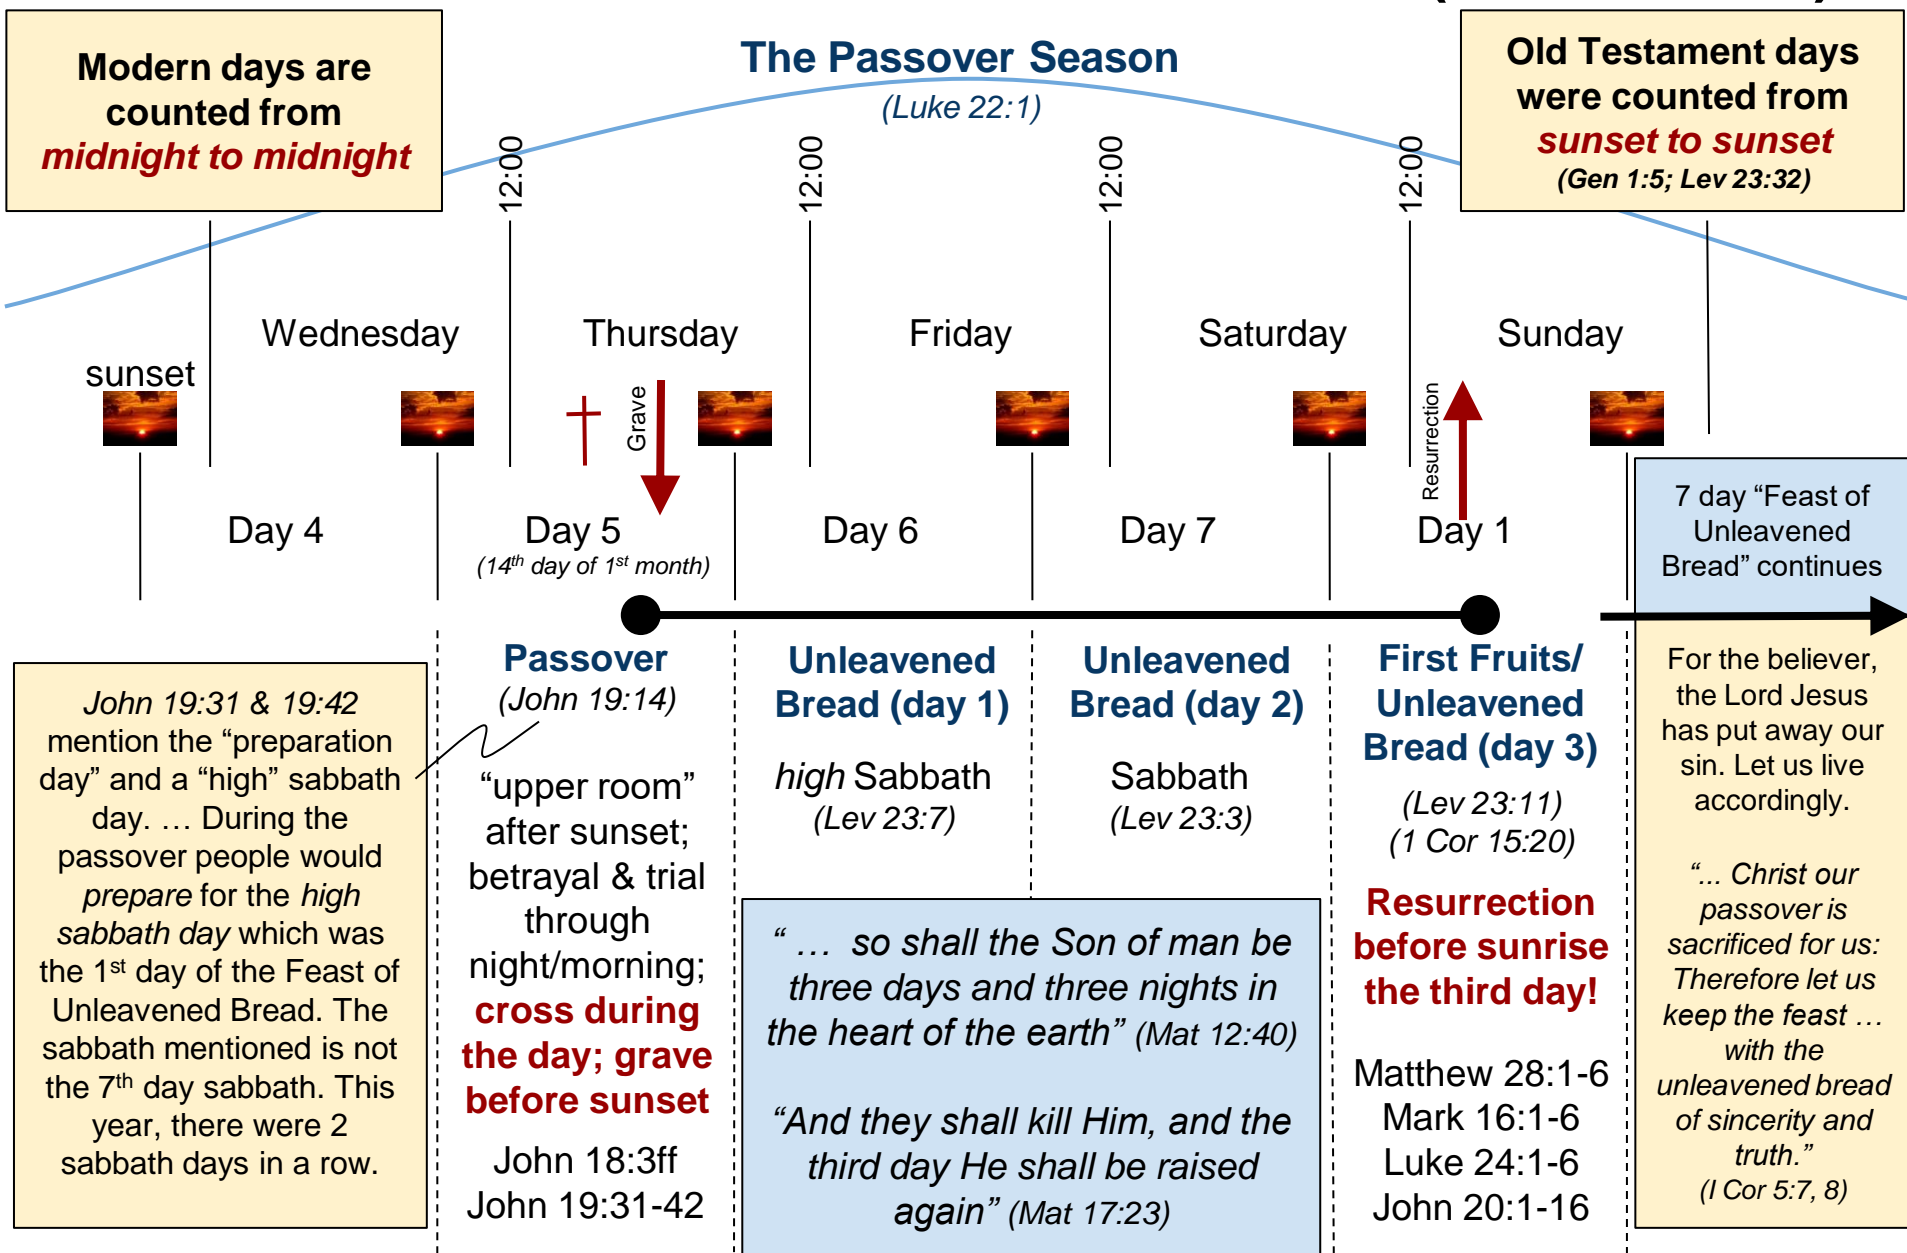 Modern days are
counted from
midnight to midnight
The Passover Season
(Luke 22:1)
Old Testament days
were counted from
sunset to sunset
(Gen 1:5; Lev 23:32)
12:00
12:00
12:00
12:00
Wednesday
Thursday
Friday
Saturday
Sunday
sunset
Grave
Resurrection
Day 4
Day 5
(14th day of 1st month)
Day 6
Day 7
Day 1
7 day “Feast of
Unleavened
Bread” continues
John 19:31 & 19:42
mention the “preparation
day” and a “high” sabbath
day. … During the
passover people would
prepare for the high
sabbath day which was
the 1st day of the Feast of
Unleavened Bread. The
sabbath mentioned is not
the 7th day sabbath. This
year, there were 2
sabbath days in a row.
Passover
(John 19:14)
“upper room”
after sunset;
betrayal & trial
through
night/morning;
cross during
the day; grave
before sunset
John 18:3ff
John 19:31-42
Unleavened
Bread (day 1)
high Sabbath
(Lev 23:7)
Unleavened
Bread (day 2)
Sabbath
(Lev 23:3)
“ … so shall the Son of man be
three days and three nights in
the heart of the earth” (Mat 12:40)
“And they shall kill Him, and the
third day He shall be raised
again” (Mat 17:23)
First Fruits/
Unleavened
Bread (day 3)
(Lev 23:11)
(1 Cor 15:20)
Resurrection
before sunrise
the third day!
Matthew 28:1-6
Mark 16:1-6
Luke 24:1-6
John 20:1-16
For the believer,
the Lord Jesus
has put away our
sin. Let us live
accordingly.
“... Christ our
passover is
sacrificed for us:
Therefore let us
keep the feast …
with the
unleavened bread
of sincerity and
truth.”
(I Cor 5:7, 8)